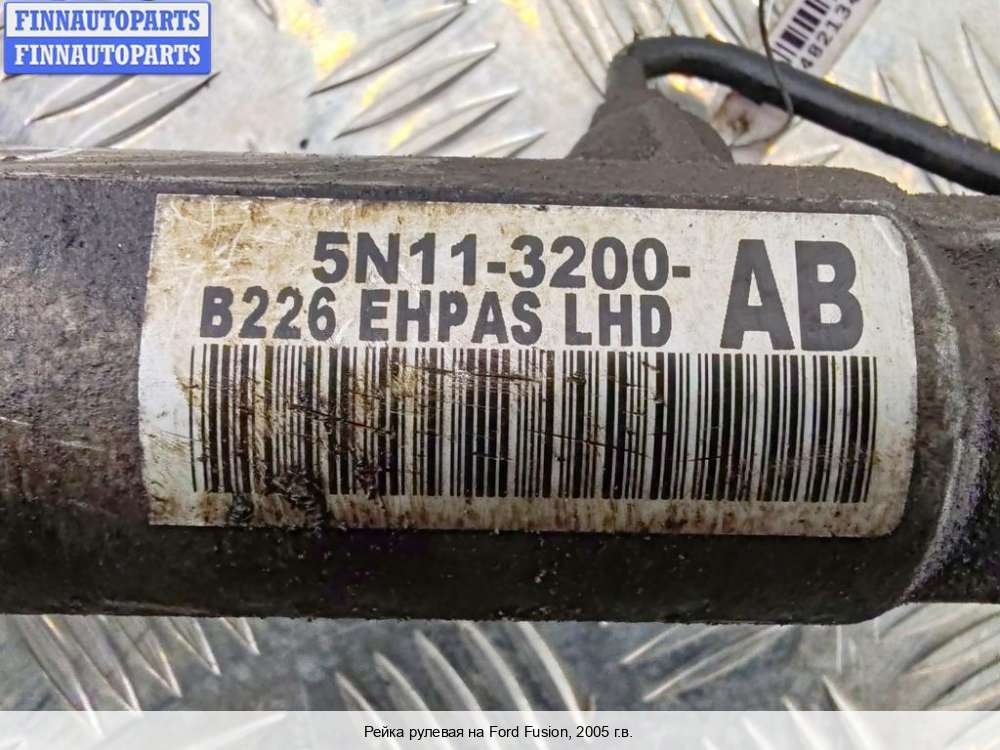 FINNAUTOPARTS
FINNAUTOPARTS
5N11-3200-
AB
B226 EHPAS LHD
Рейка рулевая на Ford Fusion, 2005 г.в.